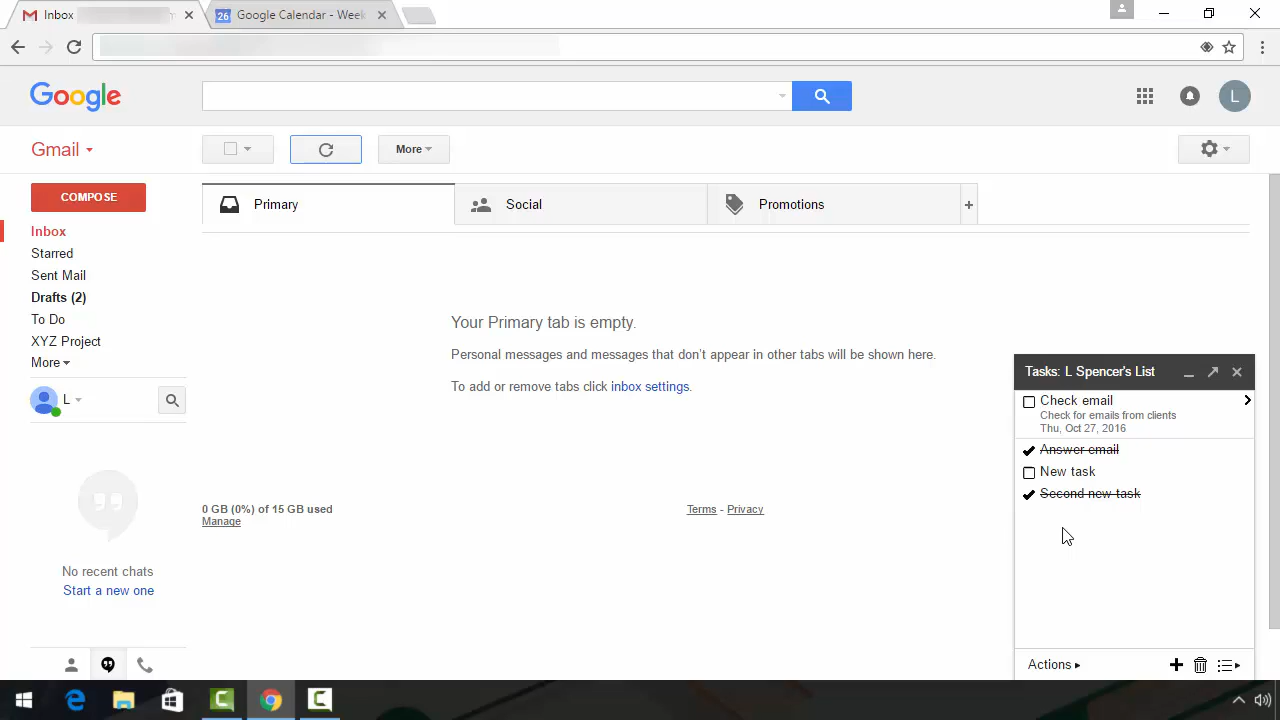 Inbox
Google Calendar - Week
26
Google
L
Gmail
More
COMPOSE
Primary
Social
Promotions
+
Inbox
Starred
Sent Mail
Drafts (2)
To Do
XYZ Project
More
L
Your Primary tab is empty.
Personal messages and messages that don't appear in other tabs will be shown here.
To add or remove tabs click inbox settings.
Tasks: L Spencer's List
Check email
Check for emails from clients
Thu, Oct 27, 2016
Answer email
New task
Second new task
0 GB (0%) of 15 GB used
Manage
Terms - Privacy
No recent chats
Start a new one
Actions